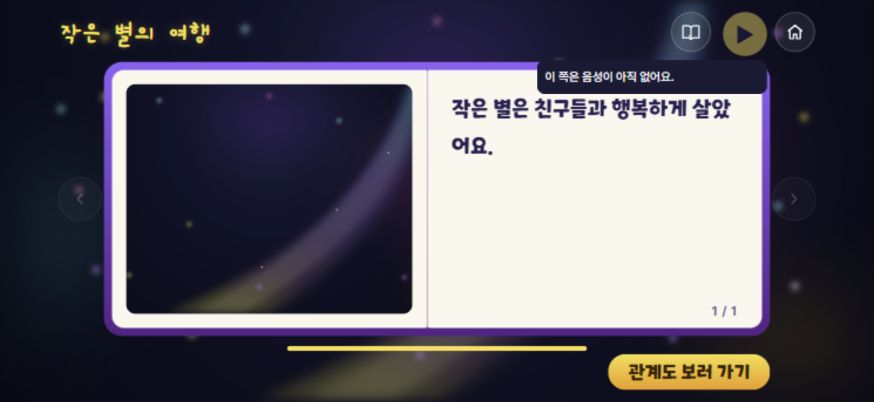 작은 별의 여행
이 쪽은 음성이 아직 없어요.
작은 별은 친구들과 행복하게 살았
어요.
1 / 1
관계도 보러 가기